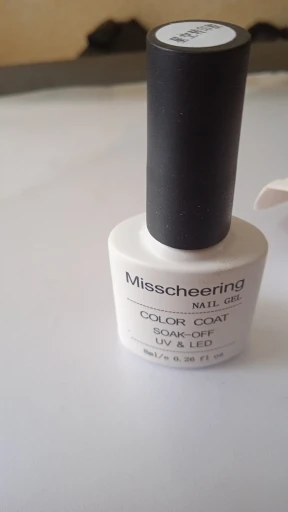 Misscheering
NAIL GEL
COLOR COAT
SOAK-OFF
UV & LED
8ml/e 0.26 fl oz